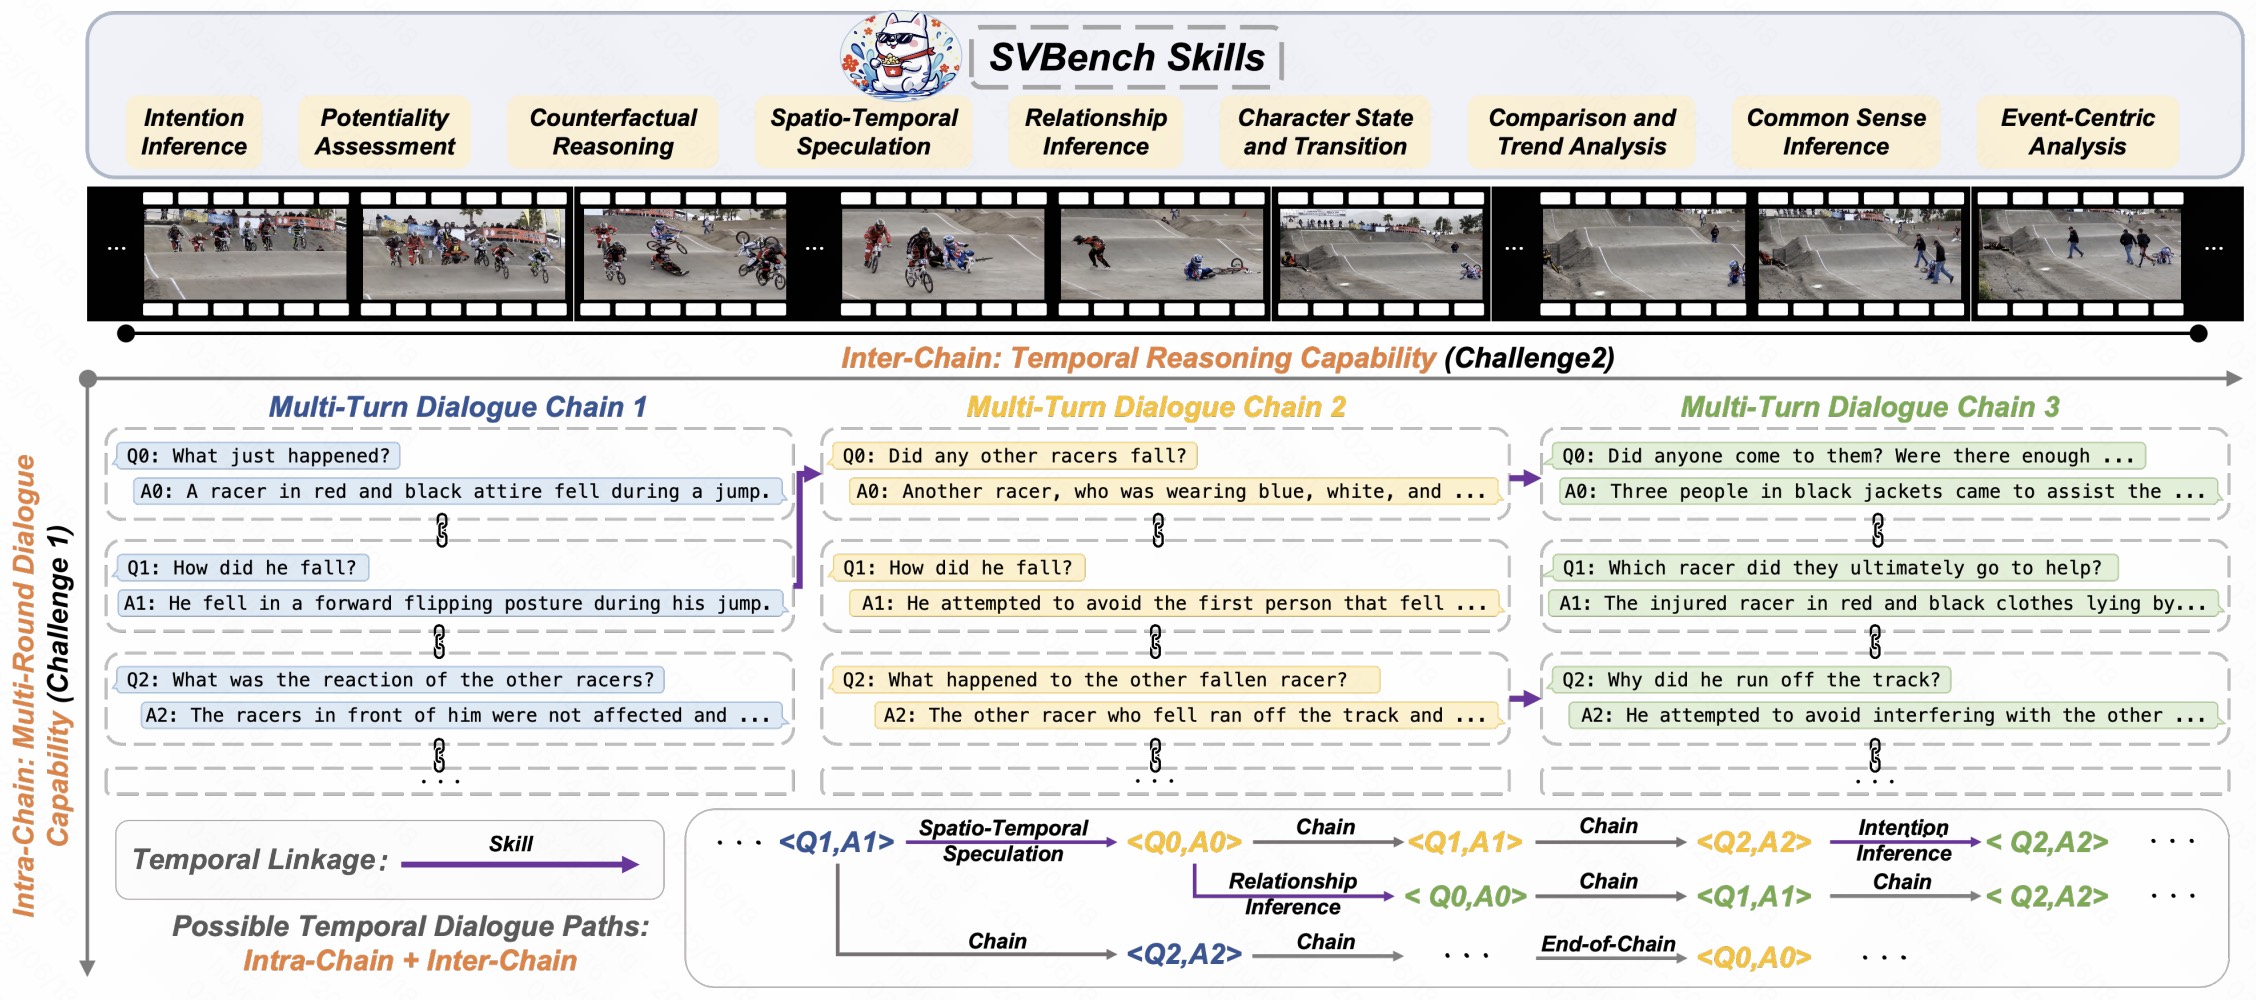 SVBench Skills
Intention
Inference
Potentiality
Assessment
Counterfactual
Reasoning
Spatio-Temporal
Speculation
Relationship
Inference
Character State
and Transition
Comparison and
Trend Analysis
Common Sense
Inference
Event-Centric
Analysis
...
...
...
...
Inter-Chain: Temporal Reasoning Capability (Challenge2)
Intra-Chain: Multi-Round Dialogue
Capability (Challenge 1)
Multi-Turn Dialogue Chain 1
Q0: What just happened?
A0: A racer in red and black attire fell during a jump.
Q1: How did he fall?
A1: He fell in a forward flipping posture during his jump.
Q2: What was the reaction of the other racers?
A2: The racers in front of him were not affected and ...
...
Multi-Turn Dialogue Chain 2
Q0: Did any other racers fall?
A0: Another racer, who was wearing blue, white, and ...
Q1: How did he fall?
A1: He attempted to avoid the first person that fell ...
Q2: What happened to the other fallen racer?
A2: The other racer who fell ran off the track and ...
...
Multi-Turn Dialogue Chain 3
Q0: Did anyone come to them? Were there enough ...
A0: Three people in black jackets came to assist the ...
Q1: Which racer did they ultimately go to help?
A1: The injured racer in red and black clothes lying by...
Q2: Why did he run off the track?
A2: He attempted to avoid interfering with the other ...
...
Temporal Linkage: Skill
Possible Temporal Dialogue Paths:
Intra-Chain + Inter-Chain
... <Q1,A1> Spatio-Temporal Speculation <Q0,A0> Chain <Q1,A1> Chain <Q2,A2> Intention Inference < Q2,A2> ...
Relationship Inference < Q0,A0> Chain <Q1,A1> Chain < Q2,A2> ...
Chain <Q2,A2> Chain ... End-of-Chain <Q0,A0> ...